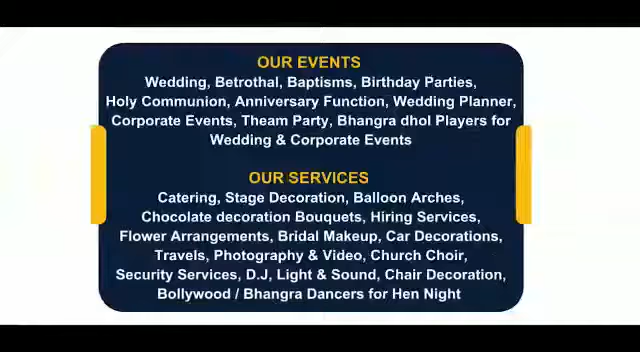 OUR EVENTS
Wedding, Betrothal, Baptisms, Birthday Parties,
Holy Communion, Anniversary Function, Wedding Planner,
Corporate Events, Theam Party, Bhangra dhol Players for
Wedding & Corporate Events
OUR SERVICES
Catering, Stage Decoration, Balloon Arches,
Chocolate decoration Bouquets, Hiring Services,
Flower Arrangements, Bridal Makeup, Car Decorations,
Travels, Photography & Video, Church Choir,
Security Services, D.J, Light & Sound, Chair Decoration,
Bollywood / Bhangra Dancers for Hen Night